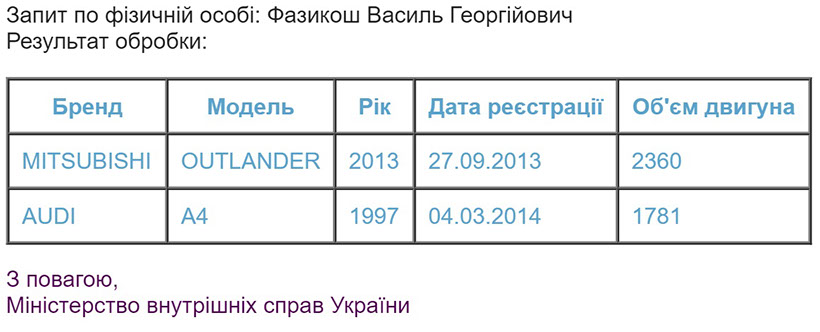 Запит по фізичній особі: Фазикош Василь Георгійович
Результат обробки:
Бренд Модель Рік Дата реєстрації Об'єм двигуна
MITSUBISHI OUTLANDER 2013 27.09.2013 2360
AUDI A4 1997 04.03.2014 1781
З повагою,
Міністерство внутрішніх справ України